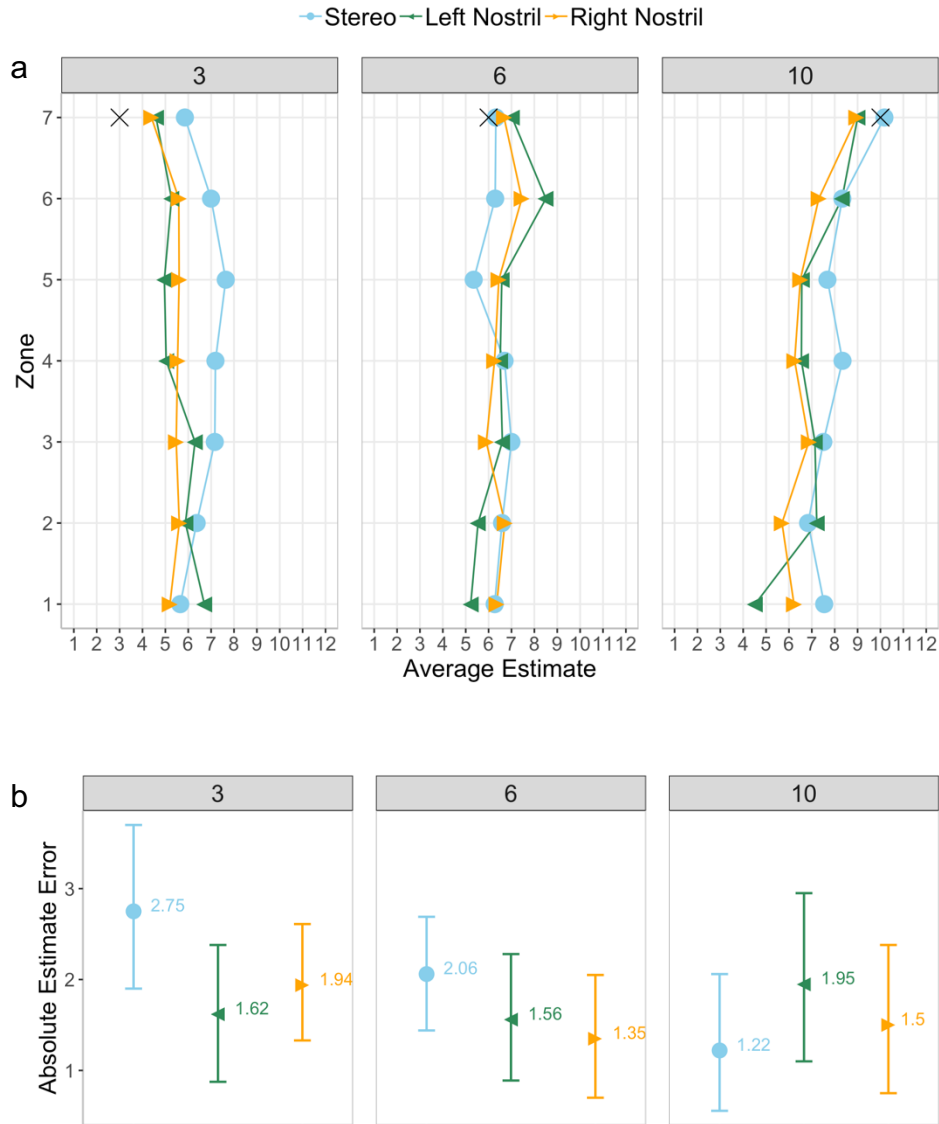 Stereo Left Nostril Right Nostril
a
3 6 10
Zone
7
6
5
4
3
2
1
1 2 3 4 5 6 7 8 9 10 11 12 1 2 3 4 5 6 7 8 9 10 11 12 1 2 3 4 5 6 7 8 9 10 11 12
Average Estimate
b
3 6 10
Absolute Estimate Error
3
2
1
2.75
1.62
1.94
2.06
1.56
1.35
1.22
1.95
1.5